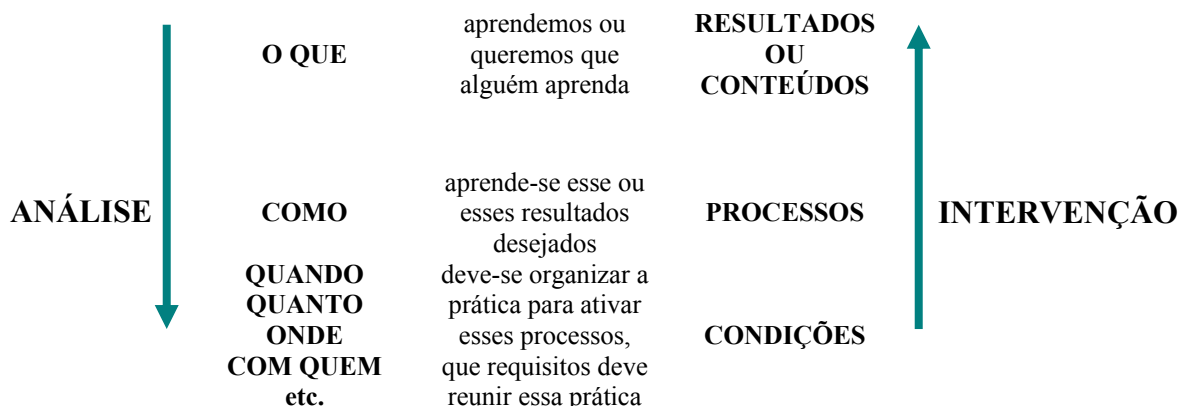 aprendemos ou
queremos que
alguém aprenda
O QUE
RESULTADOS
OU
CONTEÚDOS
ANÁLISE
COMO
aprende-se esse ou
esses resultados
desejados
PROCESSOS
INTERVENÇÃO
QUANDO
QUANTO
ONDE
COM QUEM
etc.
deve-se organizar a
prática para ativar
esses processos,
que requisitos deve
reunir essa prática
CONDIÇÕES